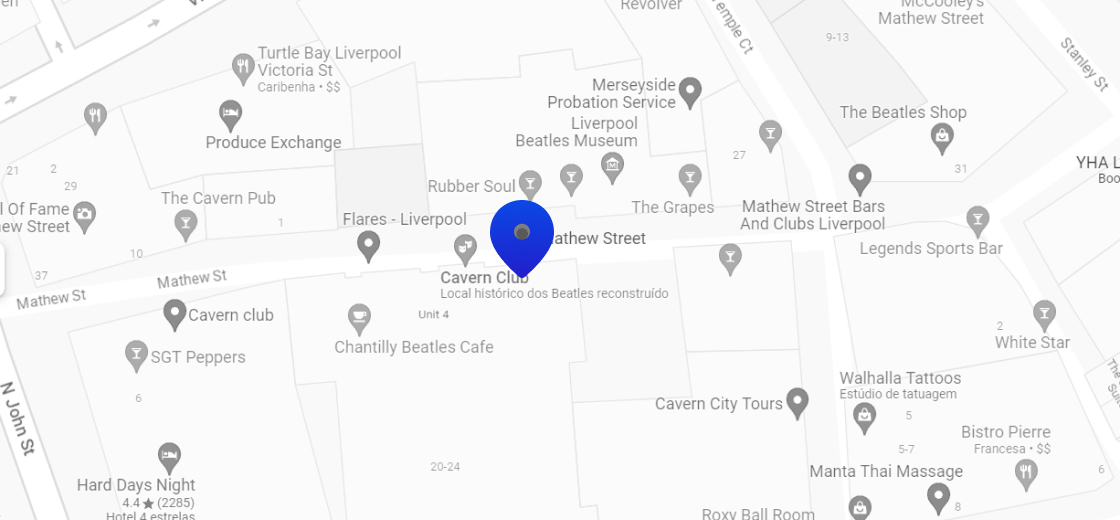 Revolver
McCooley's
Mathew Street
Temple Ct
9-13
Stanley St
Turtle Bay Liverpool
Victoria St
Caribenha • $$
Merseyside
Probation Service
Liverpool
Beatles Museum
The Beatles Shop
Produce Exchange
27
31
21
2
29
YHA L
Boo
The Cavern Pub
Rubber Soul
The Grapes
Mathew Street Bars
And Clubs Liverpool
l Of Fame
ew Street
1
Flares - Liverpool
athew Street
Legends Sports Bar
10
37
Mathew St
Mathew St
Cavern Club
Local histórico dos Beatles reconstruído
Cavern club
Unit 4
2
White Star
Chantilly Beatles Cafe
SGT Peppers
Walhalla Tattoos
Estúdio de tatuagem
6
Cavern City Tours
5
N John St
Bistro Pierre
Francesa • $$
5-7
20-24
Manta Thai Massage
6
Hard Days Night
4.4★(2285)
Hotel 4 estrelas
8
Roxy Ball Room